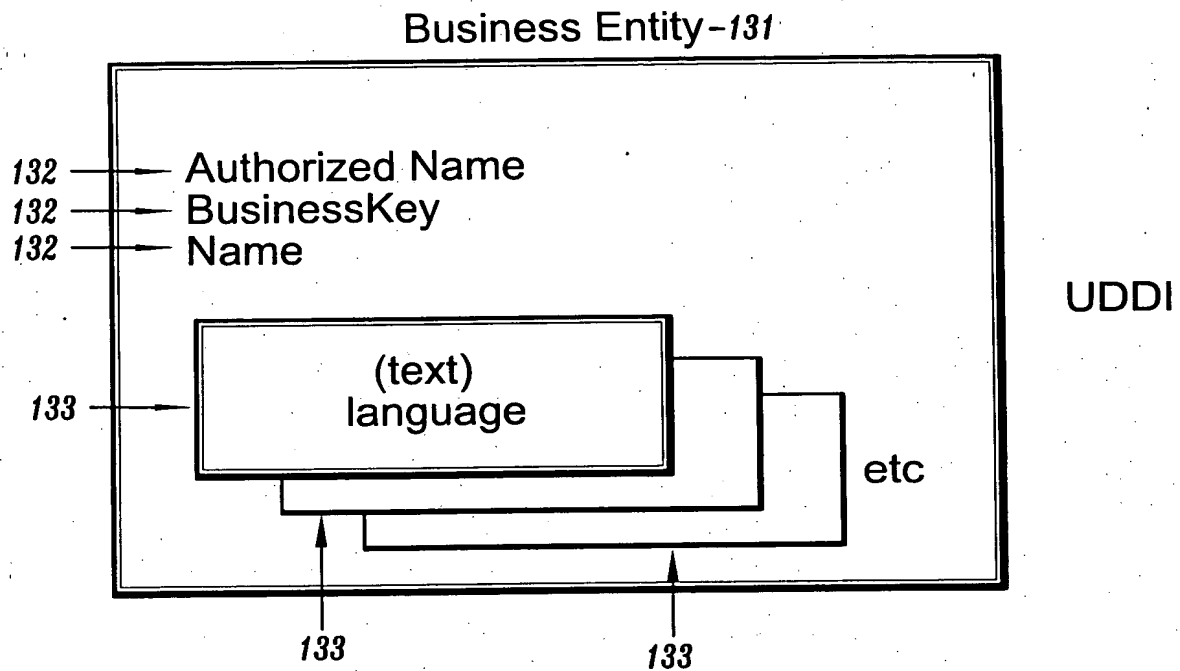 Business Entity-131
132 Authorized Name
132 BusinessKey
132 Name
UDDI
(text)
133 language
etc
133 133